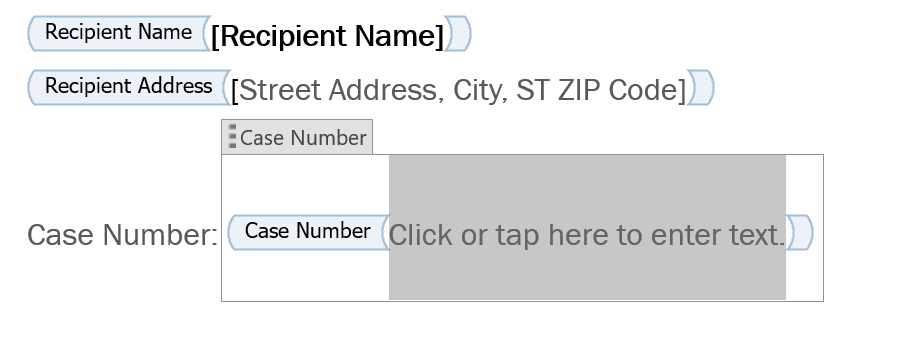 Recipient Name [Recipient Name]
Recipient Address [Street Address, City, ST ZIP Code]
Case Number
Case Number: Case Number Click or tap here to enter text.